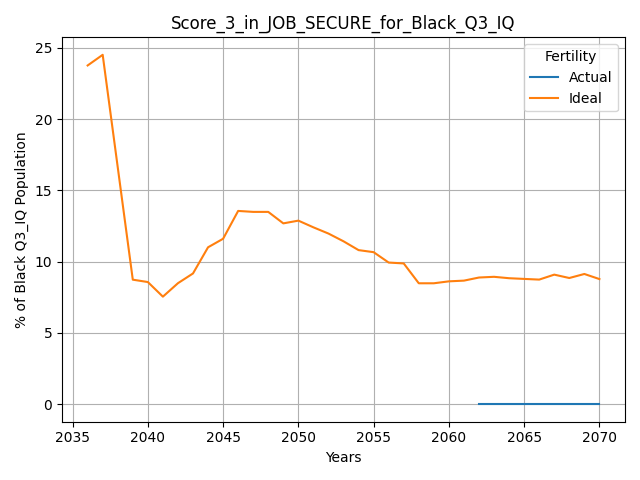 Score_3_in_JOB_SECURE_for_Black_Q3_IQ
Fertility
Actual
Ideal
% of Black Q3_IQ Population
25
20
15
10
5
0
2035 2040 2045 2050 2055 2060 2065 2070
Years